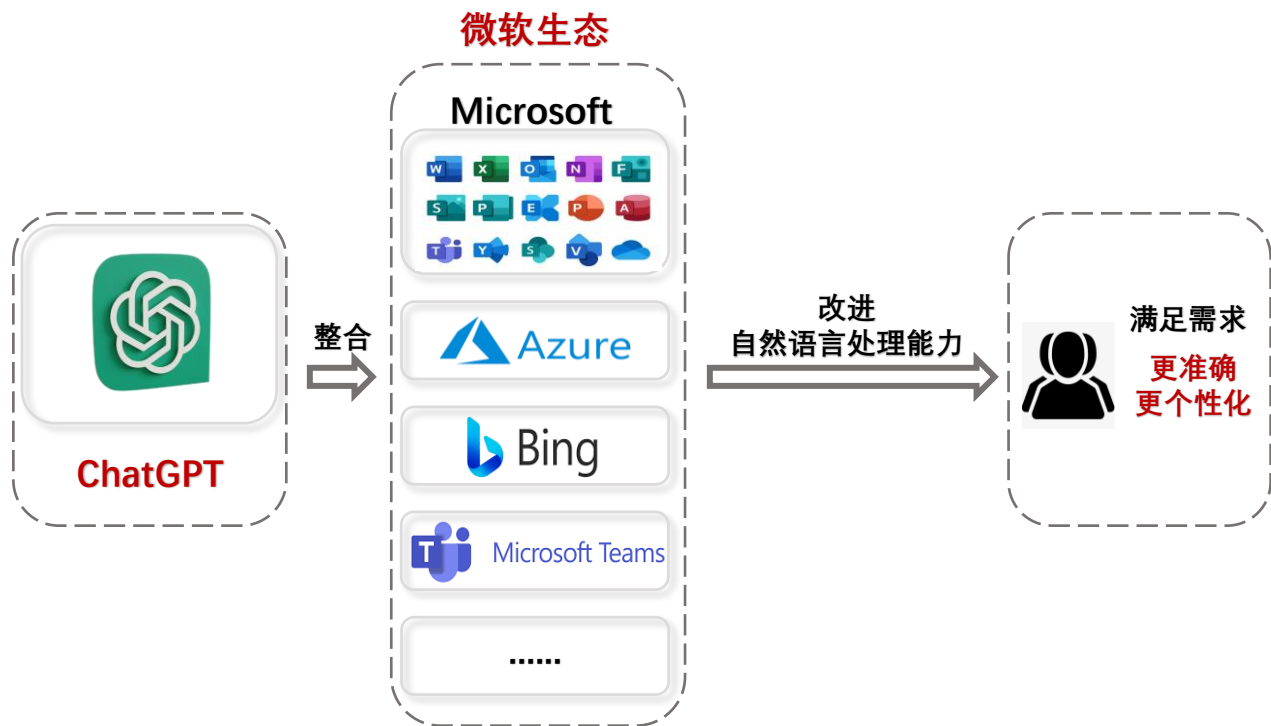 微软生态
Microsoft
W X O N F
S P E P A
T Y S V
ChatGPT
整合
Azure
Bing
T Microsoft Teams
......
改进
自然语言处理能力
满足需求
更准确
更个性化